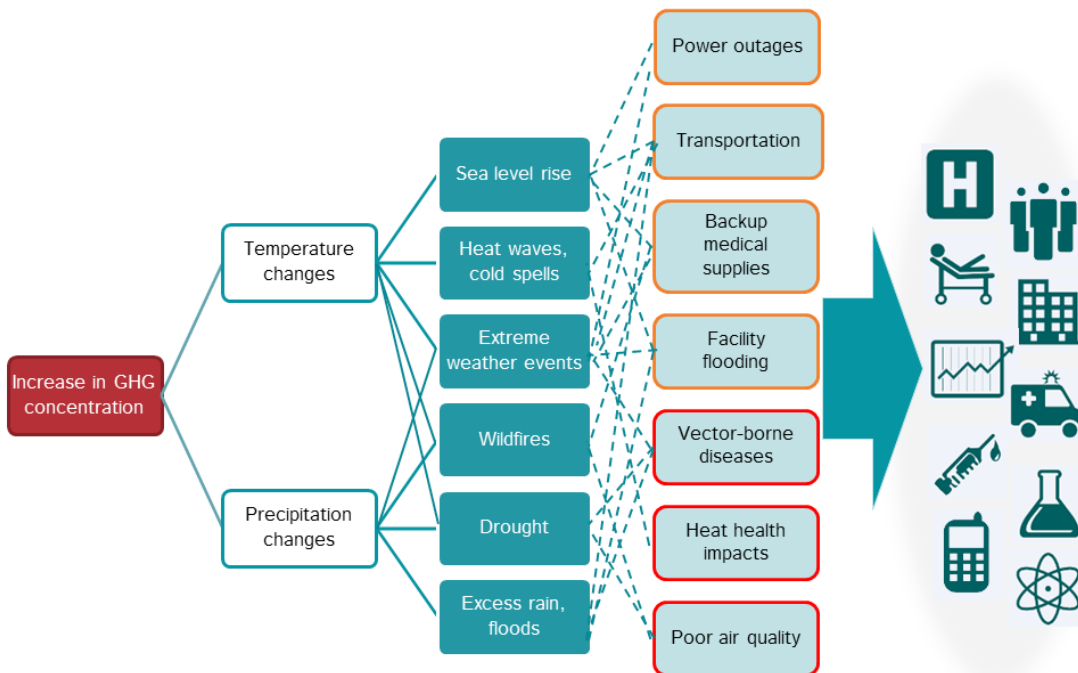 Increase in GHG
concentration
Temperature
changes
Precipitation
changes
Sea level rise
Heat waves,
cold spells
Extreme
weather events
Wildfires
Drought
Excess rain,
floods
Power outages
Transportation
Backup
medical
supplies
Facility
flooding
Vector-borne
diseases
Heat health
impacts
Poor air quality
H